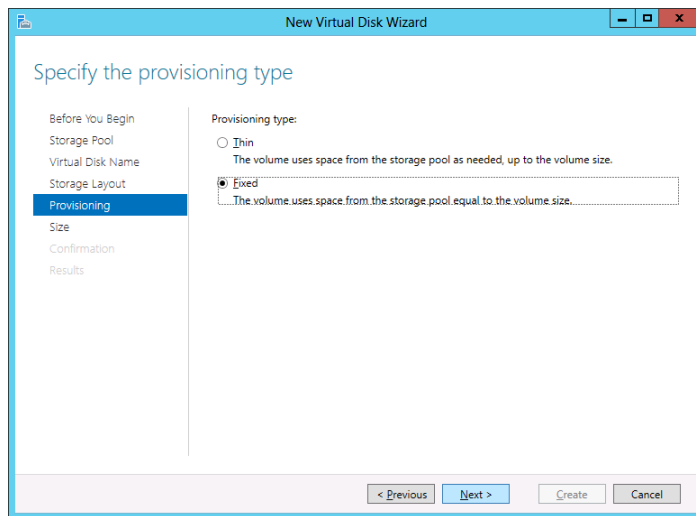 New Virtual Disk Wizard
Specify the provisioning type
Before You Begin
Storage Pool
Virtual Disk Name
Storage Layout
Provisioning
Size
Confirmation
Results
Provisioning type:
Thin
The volume uses space from the storage pool as needed, up to the volume size.
Fixed
The volume uses space from the storage pool equal to the volume size.
< Previous
Next >
Create
Cancel